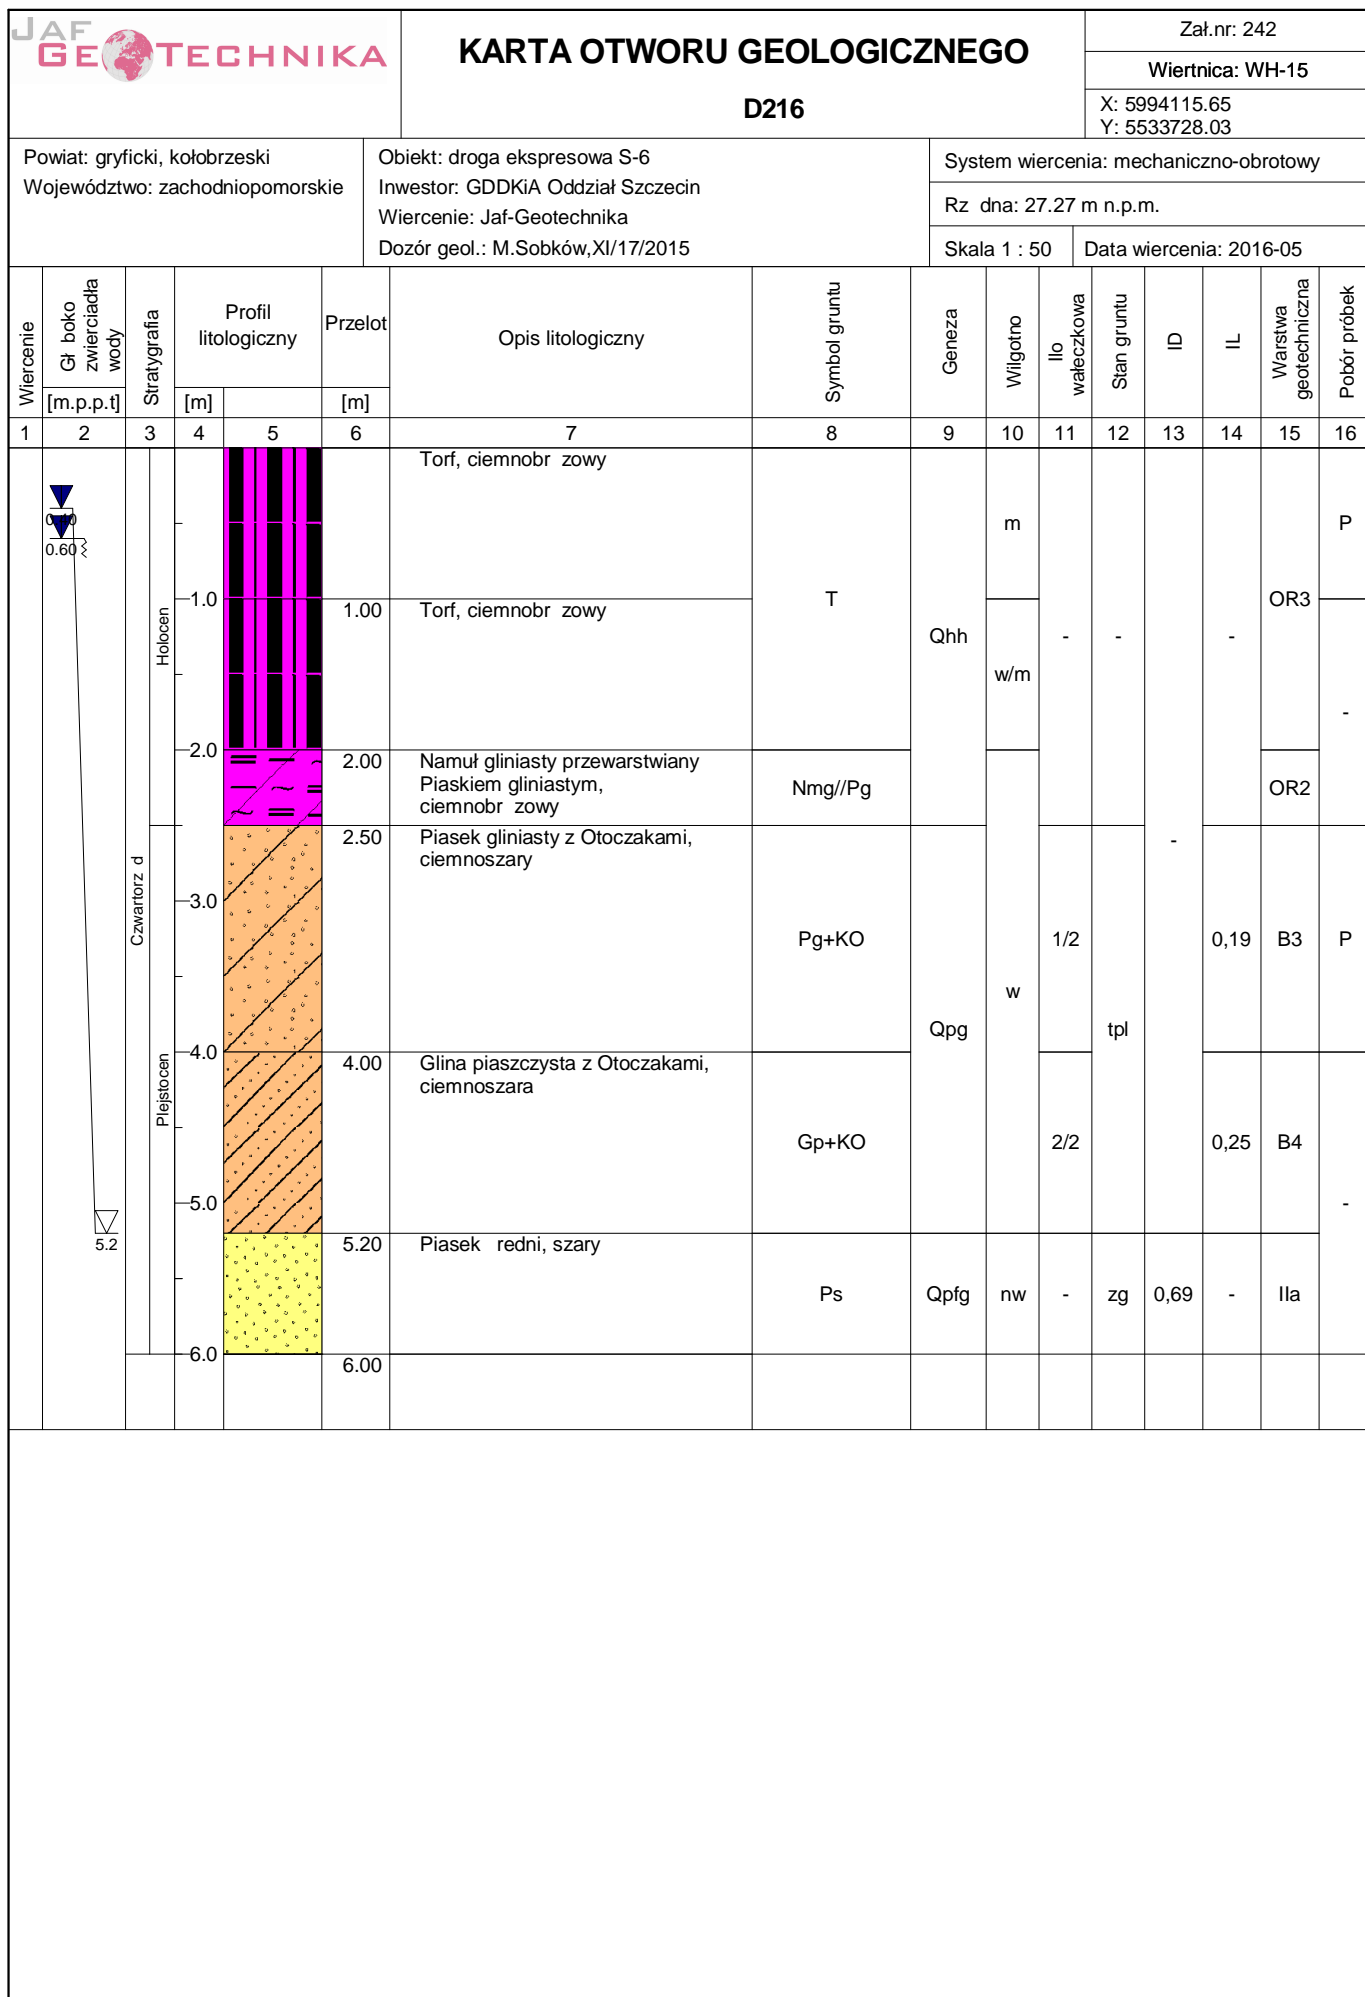 JAF
GEOTECHNIKA
KARTA OTWORU GEOLOGICZNEGO
D216
Zał.nr: 242
Wiertnica: WH-15
X: 5994115.65
Y: 5533728.03
Powiat: gryficki, kołobrzeski
Województwo: zachodniopomorskie
Obiekt: droga ekspresowa S-6
Inwestor: GDDKiA Oddział Szczecin
Wiercenie: Jaf-Geotechnika
Dozór geol.: M.Sobków,XI/17/2015
System wiercenia: mechaniczno-obrotowy
Rz dna: 27.27 m n.p.m.
Skala 1 : 50
Data wiercenia: 2016-05
Wiercenie
Gł boko
zwierciadła
wody
[m.p.p.t]
Stratygrafia
Profil
litologiczny
[m]
Przelot
[m]
Opis litologiczny
Symbol gruntu
Geneza
Wilgotno
Ilo
wałeczkowa
Stan gruntu
ID
IL
Warstwa
geotechniczna
Pobór próbek
1 2 3 4 5 6 7 8 9 10 11 12 13 14 15 16
0.40
0.60
5.2
Czwartorz d
Holocen
Plejstocen
1.0
2.0
3.0
4.0
5.0
6.0
Torf, ciemnobr zowy
T
Qhh
m
-
-
-
-
OR3
P
1.00
Torf, ciemnobr zowy
w/m
-
2.00
Namuł gliniasty przewarstwiany
Piaskiem gliniastym,
ciemnobr zowy
Nmg//Pg
w
OR2
2.50
Piasek gliniasty z Otoczakami,
ciemnoszary
Pg+KO
Qpg
1/2
tpl
0,19
B3
P
4.00
Glina piaszczysta z Otoczakami,
ciemnoszara
Gp+KO
2/2
0,25
B4
-
5.20
Piasek redni, szary
Ps
Qpfg
nw
-
zg
0,69
-
IIa
6.00